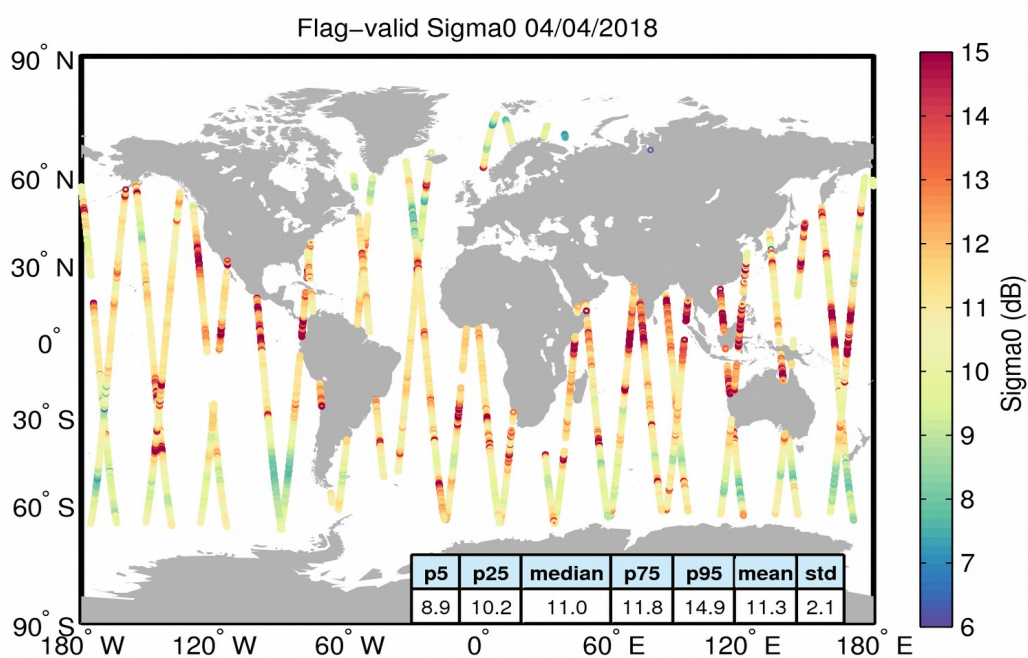 Flag−valid Sigma0 04/04/2018
90° N
60° N
30° N
0°
30° S
60° S
90° S
180° W
120° W
60° W
0°
60° E
120° E
180° E
15
14
13
12
11
10
9
8
7
6
Sigma0 (dB)
p5 p25 median p75 p95 mean std
8.9 10.2 11.0 11.8 14.9 11.3 2.1